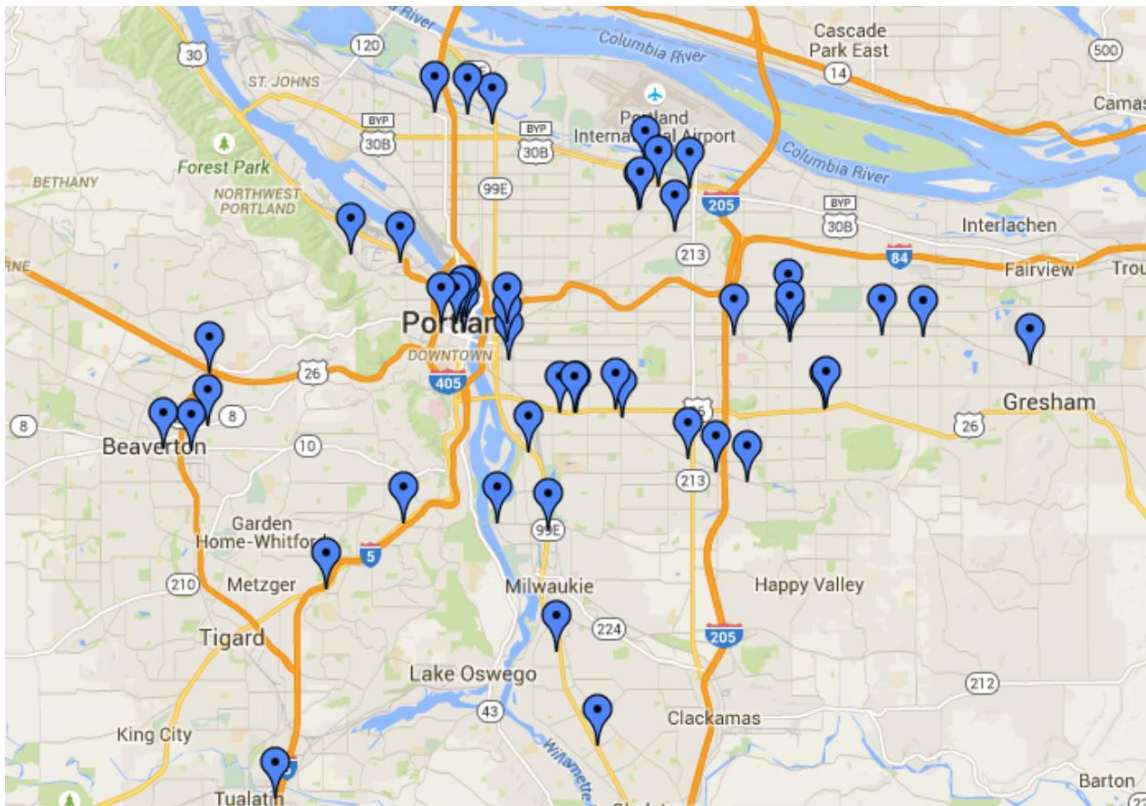 30
120
River
Columbia River
Cascade
Park East
500
14
ST. JOHNS
Camas
Portland
International Airport
BYP
30B
BYP
30B
Forest Park
BETHANY
NORTHWEST
PORTLAND
99E
Columbia River
205
BYP
30B
Interlachen
213
84
Fairview
Portland
DOWNTOWN
26
405
8
8
Beaverton
10
Gresham
26
213
Garden
Home-Whitford
5
99E
210
Metzger
Milwaukie
Happy Valley
224
205
Tigard
Lake Oswego
212
43
Clackamas
King City
Willamette
Tualatin
Barton